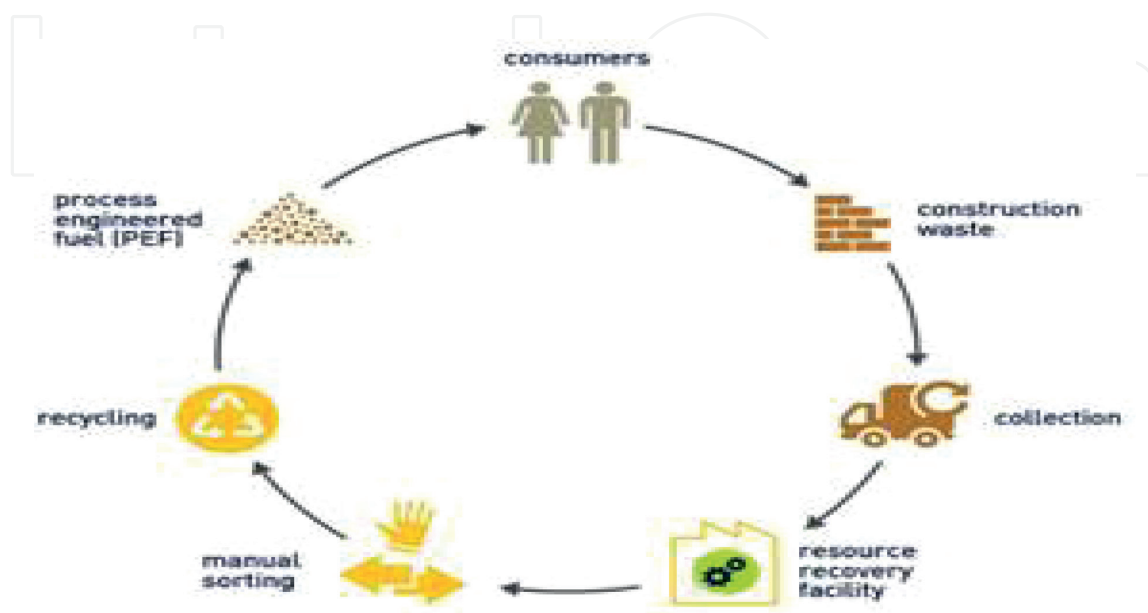 consumers
construction
waste
collection
resource
recovery
facility
manual
sorting
recycling
process
engineered
fuel [PEF]